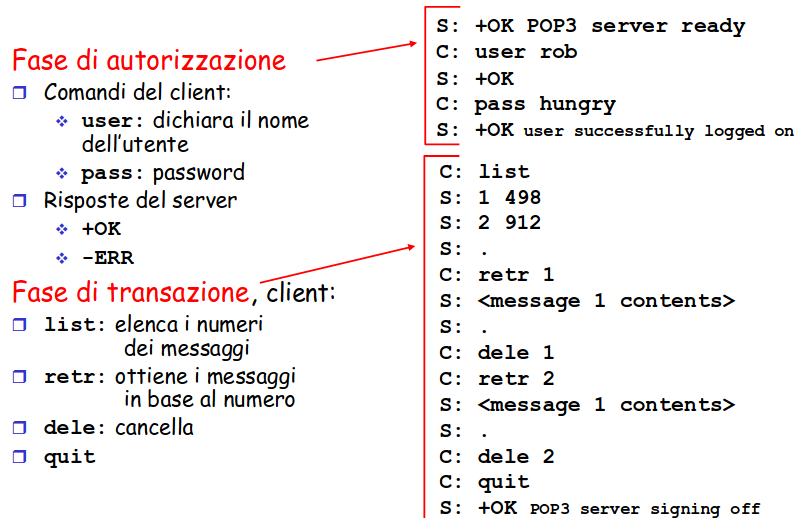 Fase di autorizzazione
❒ Comandi del client:
❖ user: dichiara il nome
dell'utente
❖ pass: password
❒ Risposte del server
❖ +OK
❖ -ERR
Fase di transazione, client:
❒ list: elenca i numeri
dei messaggi
❒ retr: ottiene i messaggi
in base al numero
❒ dele: cancella
❒ quit
S: +OK POP3 server ready
C: user rob
S: +OK
C: pass hungry
S: +OK user successfully logged on
C: list
S: 1 498
S: 2 912
S: .
C: retr 1
S: <message 1 contents>
S: .
C: dele 1
C: retr 2
S: <message 1 contents>
S: .
C: dele 2
C: quit
S: +OK POP3 server signing off